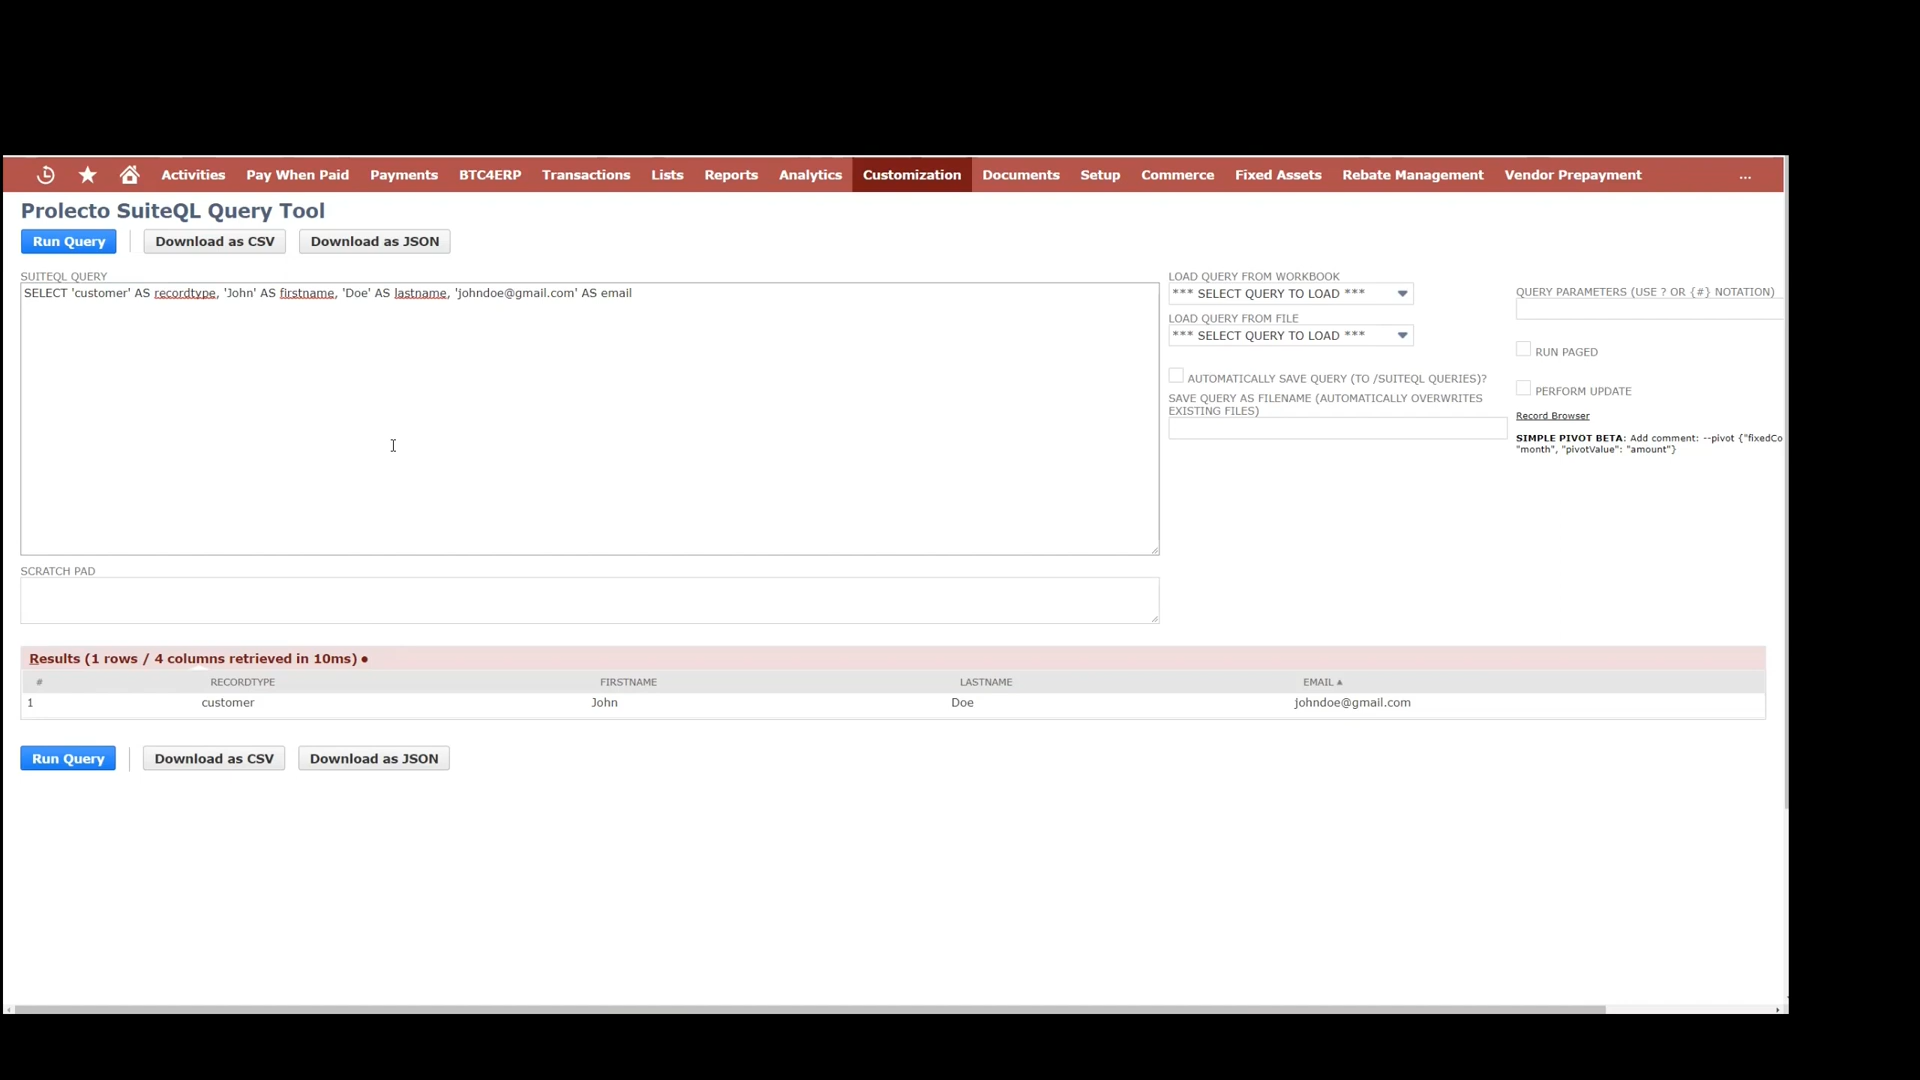 Activities Pay When Paid Payments BTC4ERP Transactions Lists Reports Analytics Customization Documents Setup Commerce Fixed Assets Rebate Management Vendor Prepayment ...
Prolecto SuiteQL Query Tool
Run Query Download as CSV Download as JSON
SUITEQL QUERY
SELECT 'customer' AS recordtype, 'John' AS firstname, 'Doe' AS lastname, 'johndoe@gmail.com' AS email
LOAD QUERY FROM WORKBOOK
*** SELECT QUERY TO LOAD ***
LOAD QUERY FROM FILE
*** SELECT QUERY TO LOAD ***
AUTOMATICALLY SAVE QUERY (TO /SUITEQL QUERIES)?
SAVE QUERY AS FILENAME (AUTOMATICALLY OVERWRITES
EXISTING FILES)
QUERY PARAMETERS (USE ? OR {#} NOTATION)
RUN PAGED
PERFORM UPDATE
Record Browser
SIMPLE PIVOT BETA: Add comment: --pivot {"fixedCo
"month", "pivotValue": "amount"}
SCRATCH PAD
Results (1 rows / 4 columns retrieved in 10ms) •
# RECORDTYPE FIRSTNAME LASTNAME EMAIL ▲
1 customer John Doe johndoe@gmail.com
Run Query Download as CSV Download as JSON